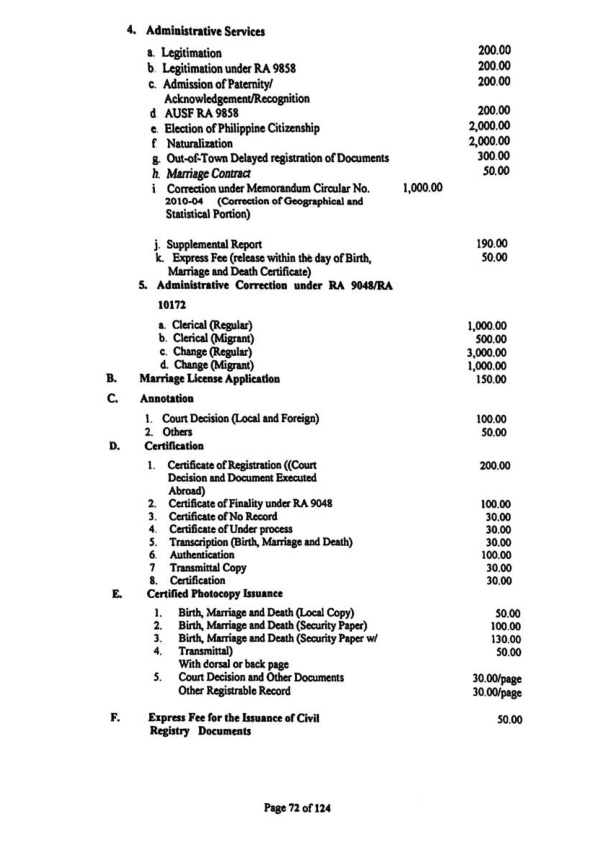 4. Administrative Services
a. Legitimation 200.00
b. Legitimation under RA 9858 200.00
c. Admission of Paternity/ 200.00
Acknowledgement/Recognition
d AUSF RA 9858 200.00
e. Election of Philippine Citizenship 2,000.00
f. Naturalization 2,000.00
g. Out-of-Town Delayed registration of Documents 300.00
h. Marriage Contract 50.00
i Correction under Memorandum Circular No. 1,000.00
2010-04 (Correction of Geographical and
Statistical Portion)
j. Supplemental Report 190.00
k. Express Fee (release within the day of Birth, 50.00
Marriage and Death Certificate)
5. Administrative Correction under RA 9048/RA
10172
a. Clerical (Regular) 1,000.00
b. Clerical (Migrant) 500.00
c. Change (Regular) 3,000.00
d. Change (Migrant) 1,000.00
B. Marriage License Application 150.00
C. Annotation
1. Court Decision (Local and Foreign) 100.00
2. Others 50.00
D. Certification
1. Certificate of Registration ((Court 200.00
Decision and Document Executed
Abroad)
2. Certificate of Finality under RA 9048 100.00
3. Certificate of No Record 30.00
4. Certificate of Under process 30.00
5. Transcription (Birth, Marriage and Death) 30.00
6. Authentication 100.00
7 Transmittal Copy 30.00
8. Certification 30.00
E. Certified Photocopy Issuance
1. Birth, Marriage and Death (Local Copy) 50.00
2. Birth, Marriage and Death (Security Paper) 100.00
3. Birth, Marriage and Death (Security Paper w/ 130.00
4. Transmittal) 50.00
With dorsal or back page
5. Court Decision and Other Documents 30.00/page
Other Registrable Record 30.00/page
F. Express Fee for the Issuance of Civil 50.00
Registry Documents
Page 72 of 124